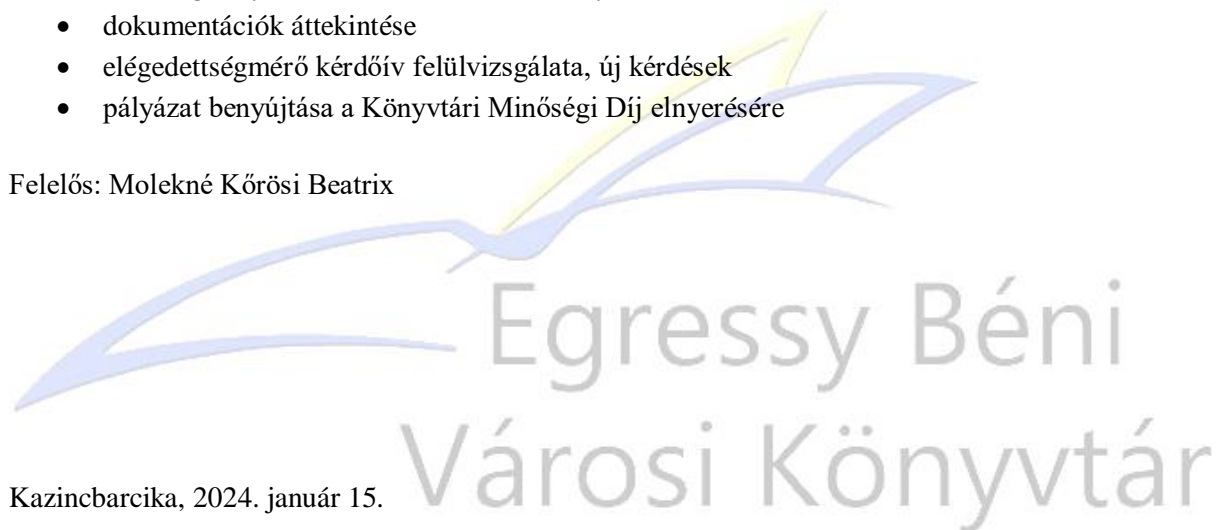 • dokumentációk áttekintése
• elégedettségmérő kérdőív felülvizsgálata, új kérdések
• pályázat benyújtása a Könyvtári Minőségi Díj elnyerésére
Felelős: Molekné Kőrösi Beatrix
Egressy Béni
Városi Könyvtár
Kazincbarcika, 2024. január 15.